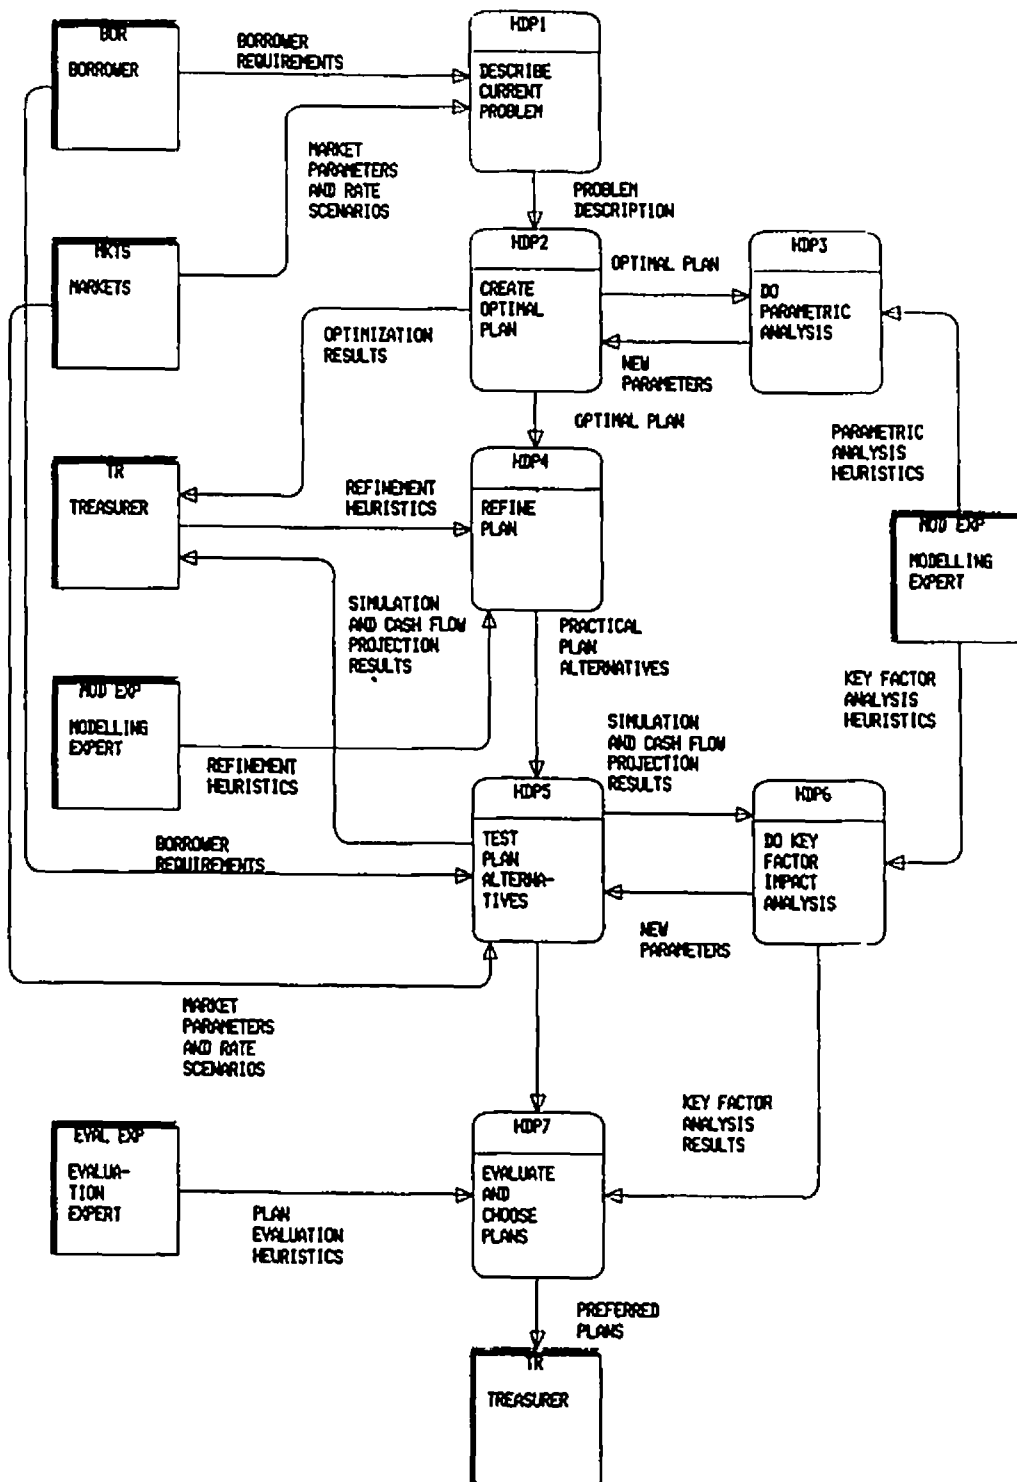 BOR
BORROWER
BORROWER
REQUIREMENTS
HDP1
DESCRIBE
CURRENT
PROBLEM
MARKET
PARAMETERS
AND RATE
SCENARIOS
PROBLEM
DESCRIPTION
MKTS
MARKETS
HDP2
CREATE
OPTIMAL
PLAN
OPTIMAL PLAN
HDP3
DO
PARAMETRIC
ANALYSIS
OPTIMIZATION
RESULTS
NEW
PARAMETERS
OPTIMAL PLAN
PARAMETRIC
ANALYSIS
HEURISTICS
TR
TREASURER
REFINEMENT
HEURISTICS
HDP4
REFINE
PLAN
MOD EXP
MODELLING
EXPERT
SIMULATION
AND CASH FLOW
PROJECTION
RESULTS
PRACTICAL
PLAN
ALTERNATIVES
KEY FACTOR
ANALYSIS
HEURISTICS
MOD EXP
MODELLING
EXPERT
REFINEMENT
HEURISTICS
SIMULATION
AND CASH FLOW
PROJECTION
RESULTS
HDP5
TEST
PLAN
ALTERNA-
TIVES
HDP6
DO KEY
FACTOR
IMPACT
ANALYSIS
BORROWER
REQUIREMENTS
NEW
PARAMETERS
MARKET
PARAMETERS
AND RATE
SCENARIOS
KEY FACTOR
ANALYSIS
RESULTS
EVAL EXP
EVALUA-
TION
EXPERT
PLAN
EVALUATION
HEURISTICS
HDP7
EVALUATE
AND
CHOOSE
PLANS
PREFERRED
PLANS
TR
TREASURER